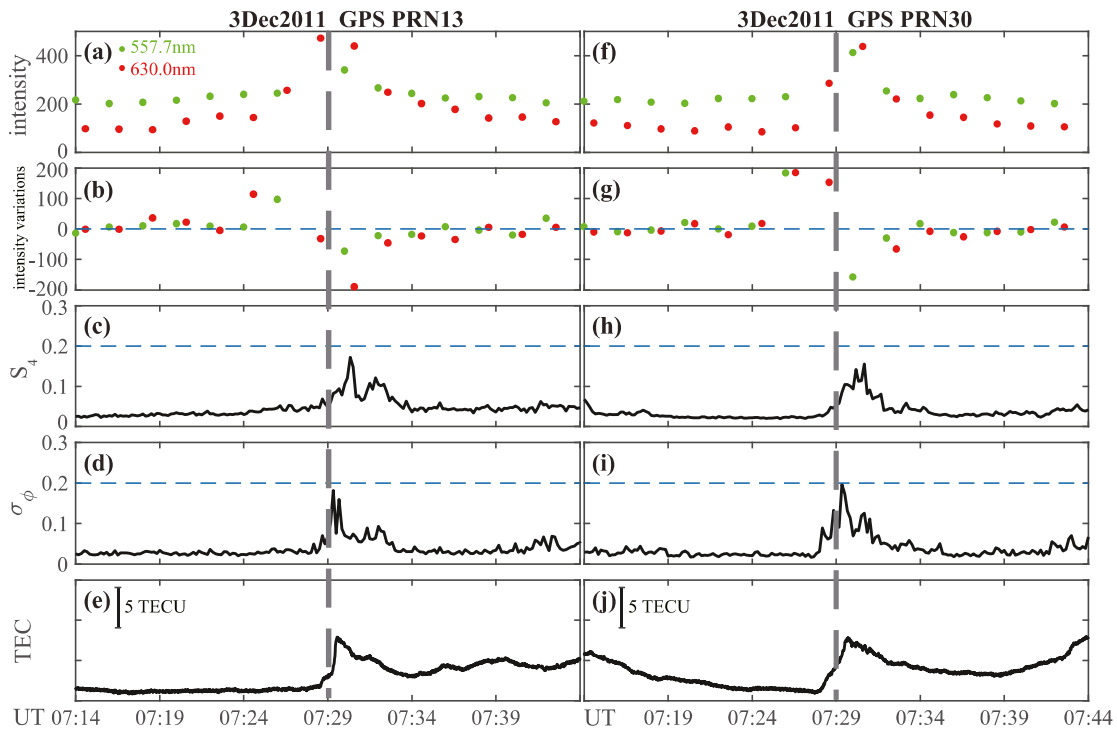 3Dec2011 GPS PRN13
3Dec2011 GPS PRN30
intensity
400
200
0
(a)
557.7nm
630.0nm
(f)
intensity variations
200
100
0
-100
-200
(b)
(g)
S4
0.3
0.2
0.1
0
(c)
(h)
σϕ
0.3
0.2
0.1
0
(d)
(i)
TEC
(e)
5 TECU
(j)
5 TECU
UT 07:14 07:19 07:24 07:29 07:34 07:39
UT 07:19 07:24 07:29 07:34 07:39 07:44